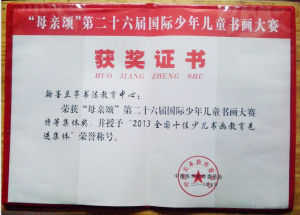 “母亲颂”第二十六届国际少年儿童书画大赛
获奖证书
HUO JIANG ZHENG SHU
翰墨兰亭书法教育中心：
荣获“母亲颂”第二十六届国际少年儿童书画大赛
特等集体奖，并授予“2013全国十佳少儿书画教育先
进集体”荣誉称号。